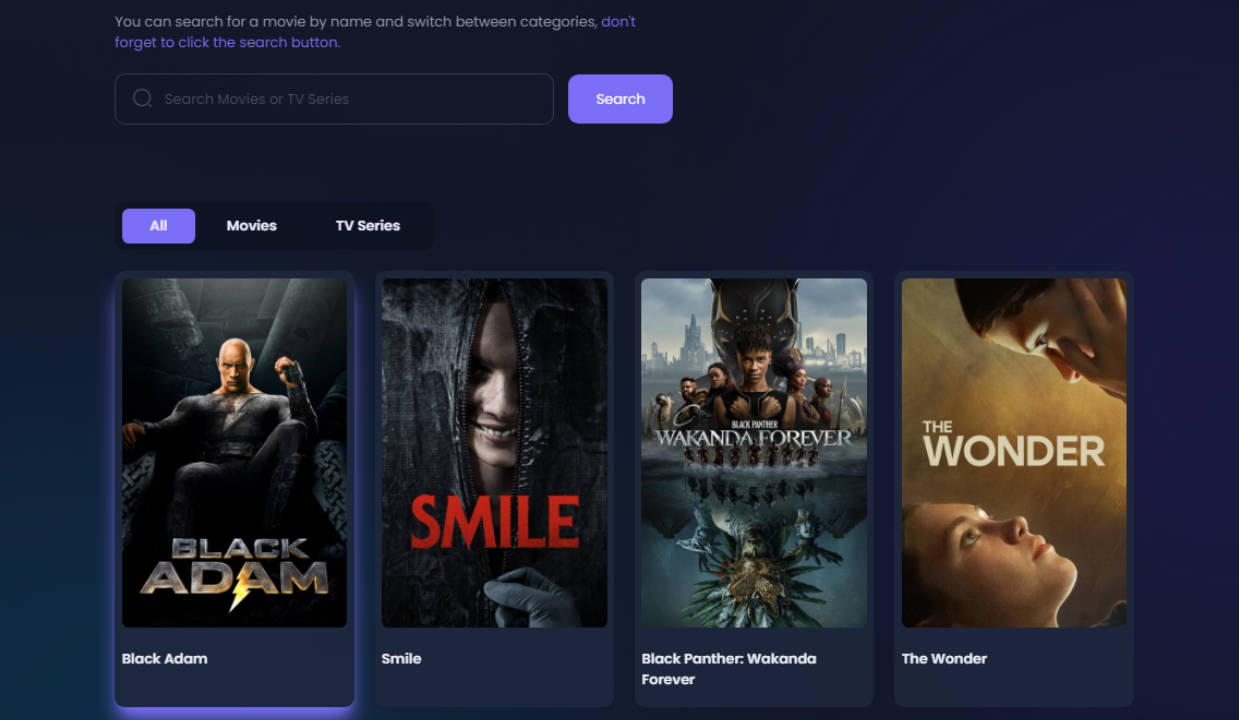 You can search for a movie by name and switch between categories, don't
forget to click the search button.
Search Movies or TV Series
Search
All
Movies
TV Series
BLACK
ADAM
SMILE
BLACK PANTHER
WAKANDA FOREVER
THE
WONDER
Black Adam
Smile
Black Panther: Wakanda
Forever
The Wonder